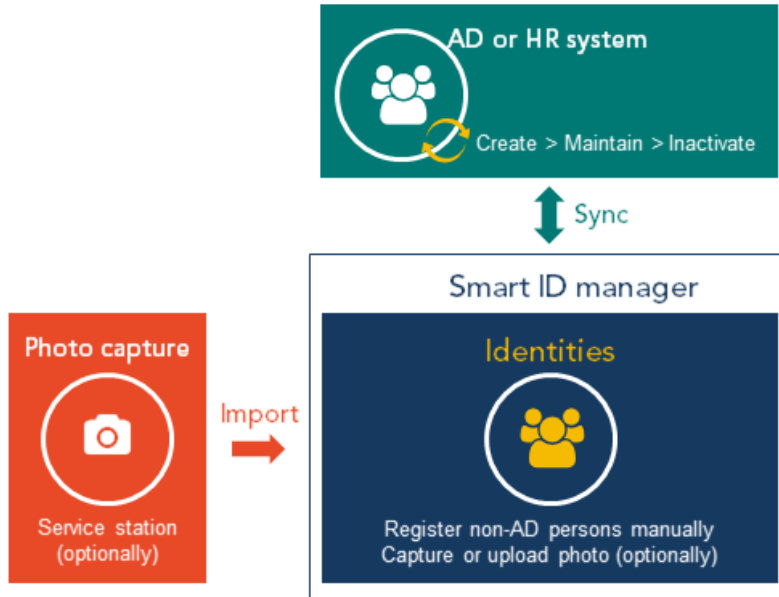 AD or HR system
Create > Maintain > Inactivate
Sync
Smart ID manager
Photo capture
Identities
Import
Service station
(optionally)
Register non-AD persons manually
Capture or upload photo (optionally)